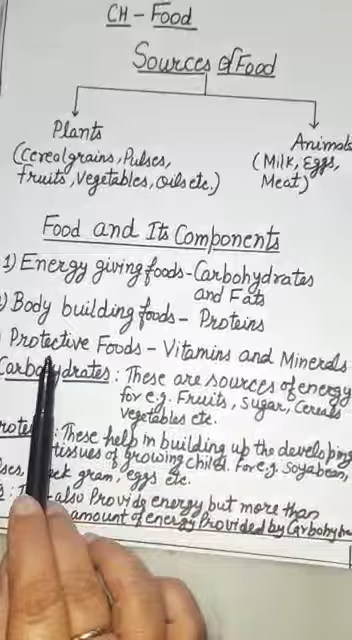 CH - Food
Sources of Food
Plants
(Cereal grains, Pulses,
fruits, Vegetables, Oils etc.)
Animals
(Milk, Eggs,
Meat)
Food and Its Components
1) Energy giving foods - Carbohydrates
and Fats
) Body building foods - Proteins
Protective Foods - Vitamins and Minerals
Carbohydrates : These are sources of energy
for e.g. Fruits, Sugar, Cereals
vegetables etc.
: These help in building up the developing
tissues of growing child. For e.g. Soyabean,
gram, eggs etc.
: also Provide energy but more than
amount of energy Provided by Carbohy